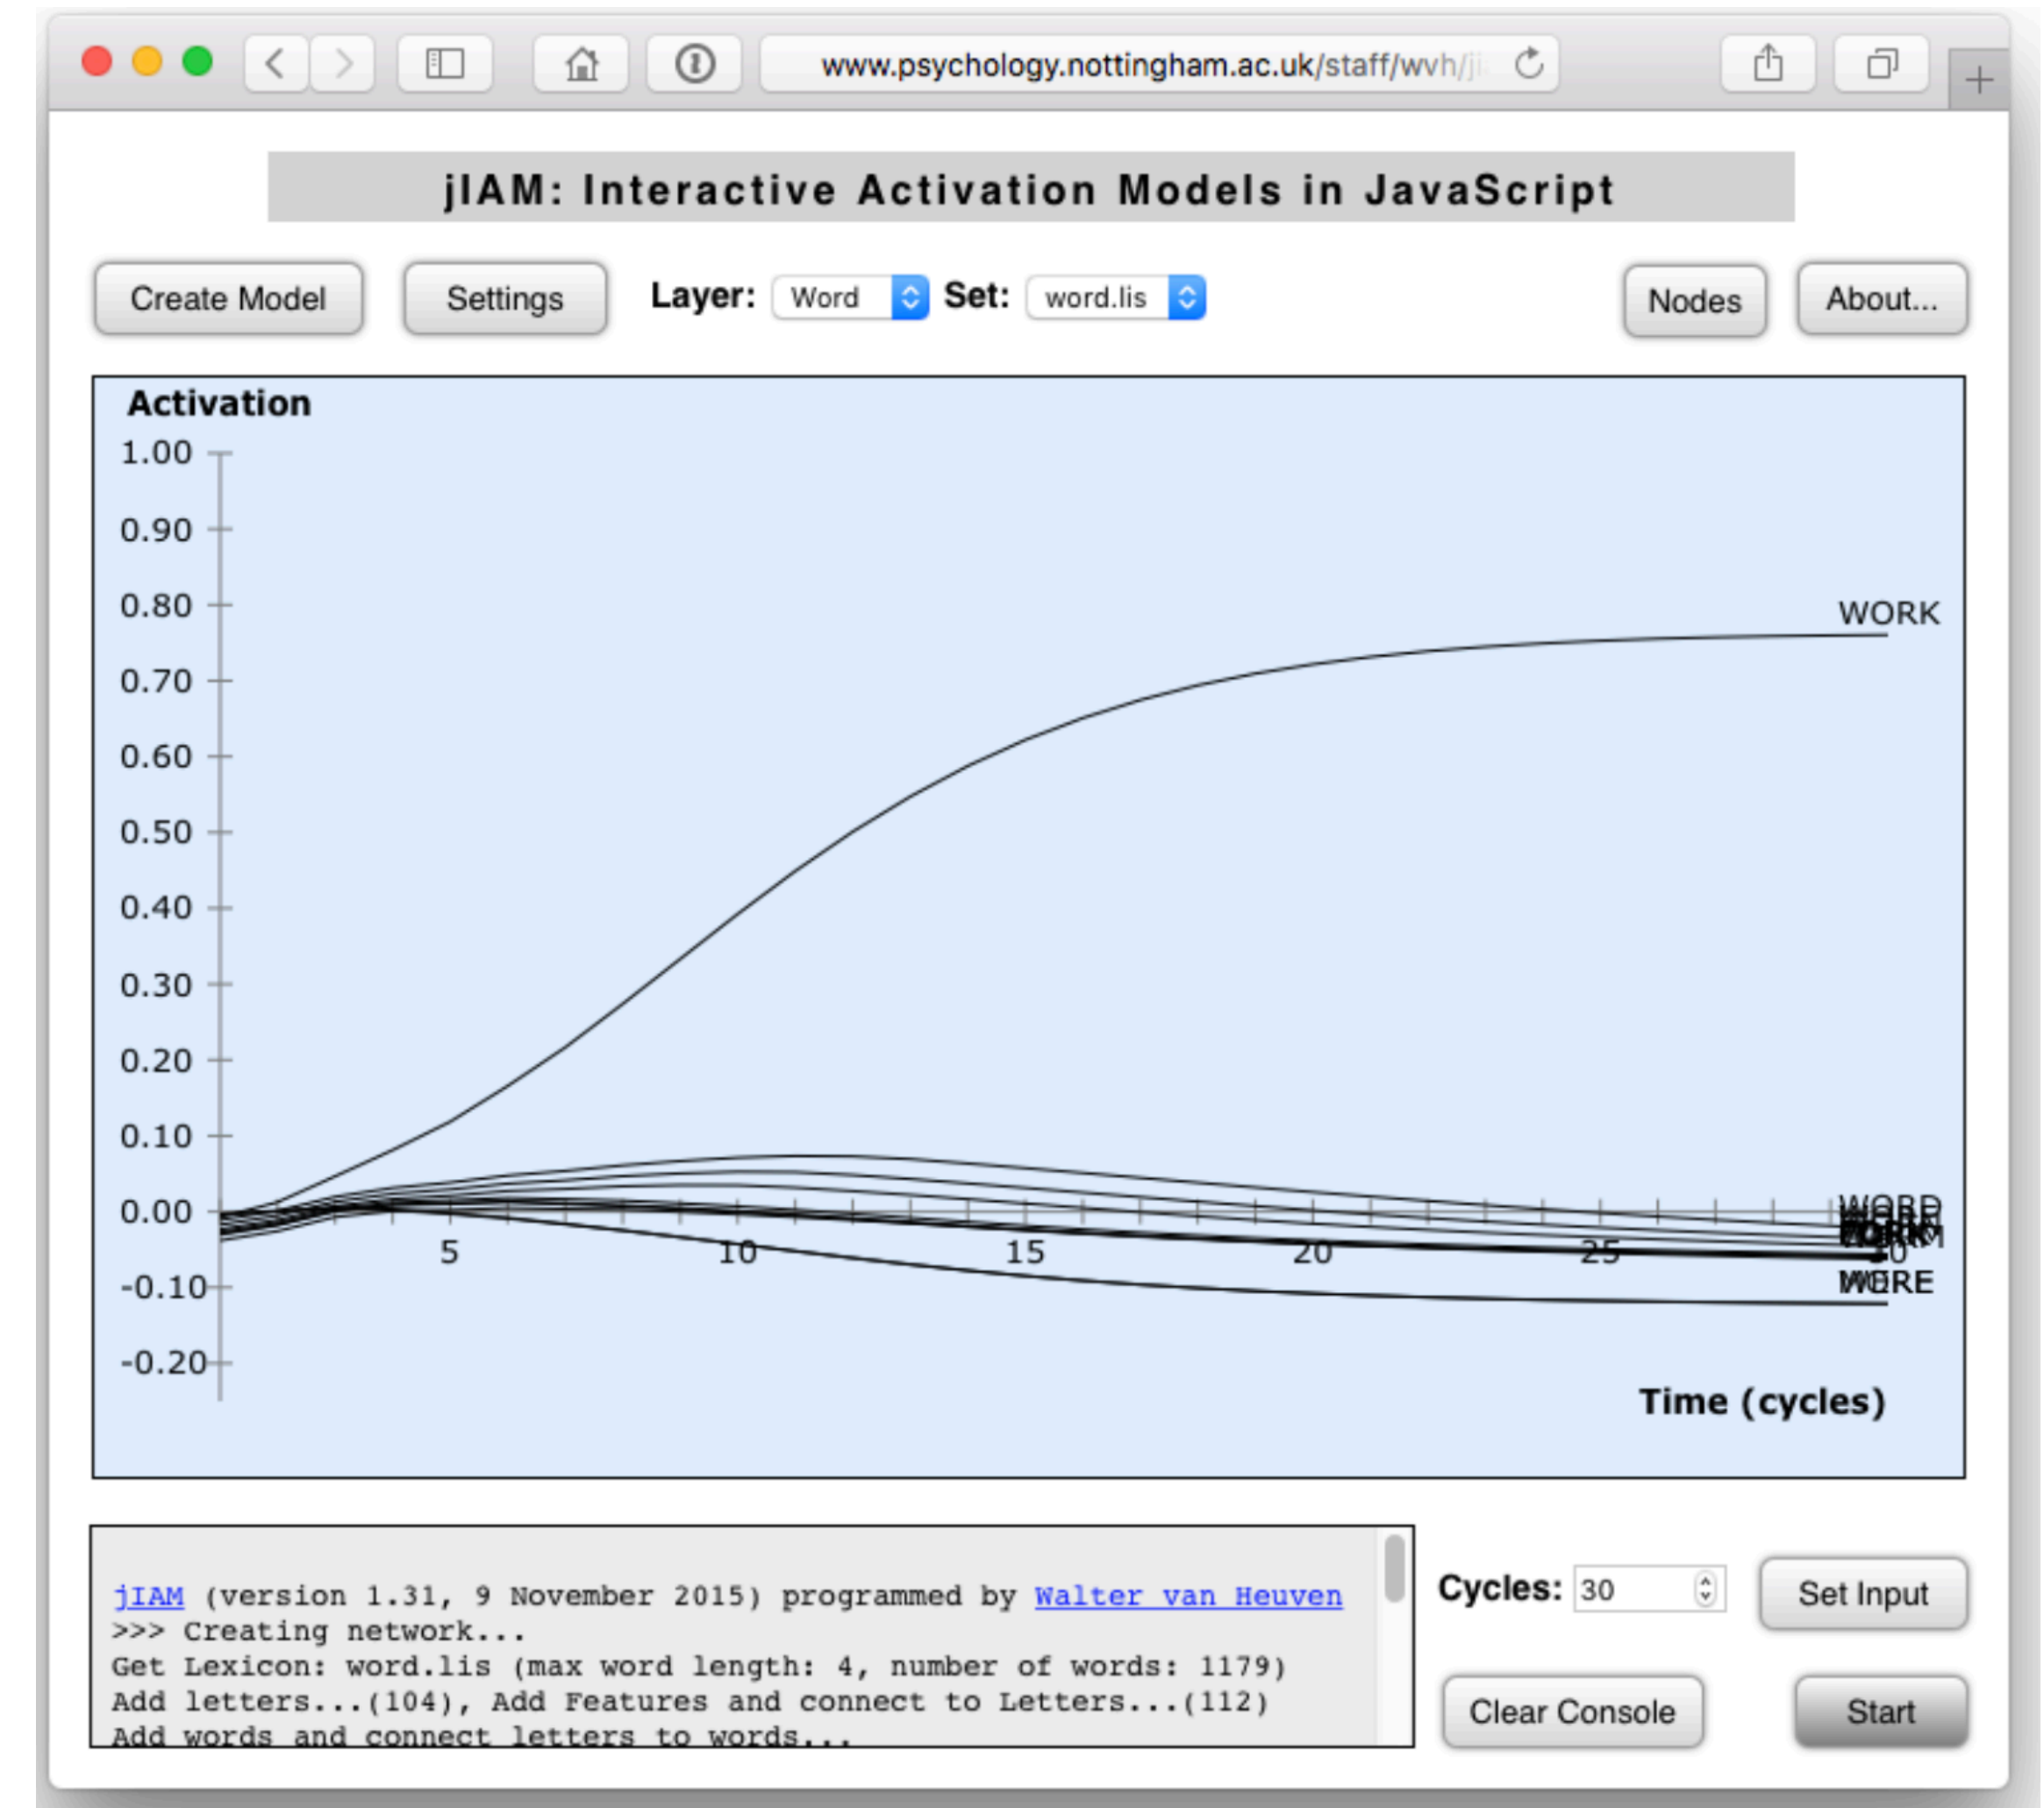 www.psychology.nottingham.ac.uk/staff/wvh/ji
jIAM: Interactive Activation Models in JavaScript
Create Model Settings Layer: Word Set: word.lis Nodes About...
Activation
1.00
0.90
0.80
WORK
0.70
0.60
0.50
0.40
0.30
0.20
0.10
0.00
WORD
5 10 15 20 25 30
-0.10
WORE
-0.20
Time (cycles)
jIAM (version 1.31, 9 November 2015) programmed by Walter van Heuven
>>> Creating network...
Get Lexicon: word.lis (max word length: 4, number of words: 1179)
Add letters...(104), Add Features and connect to Letters...(112)
Add words and connect letters to words...
Cycles: 30 Set Input
Clear Console Start